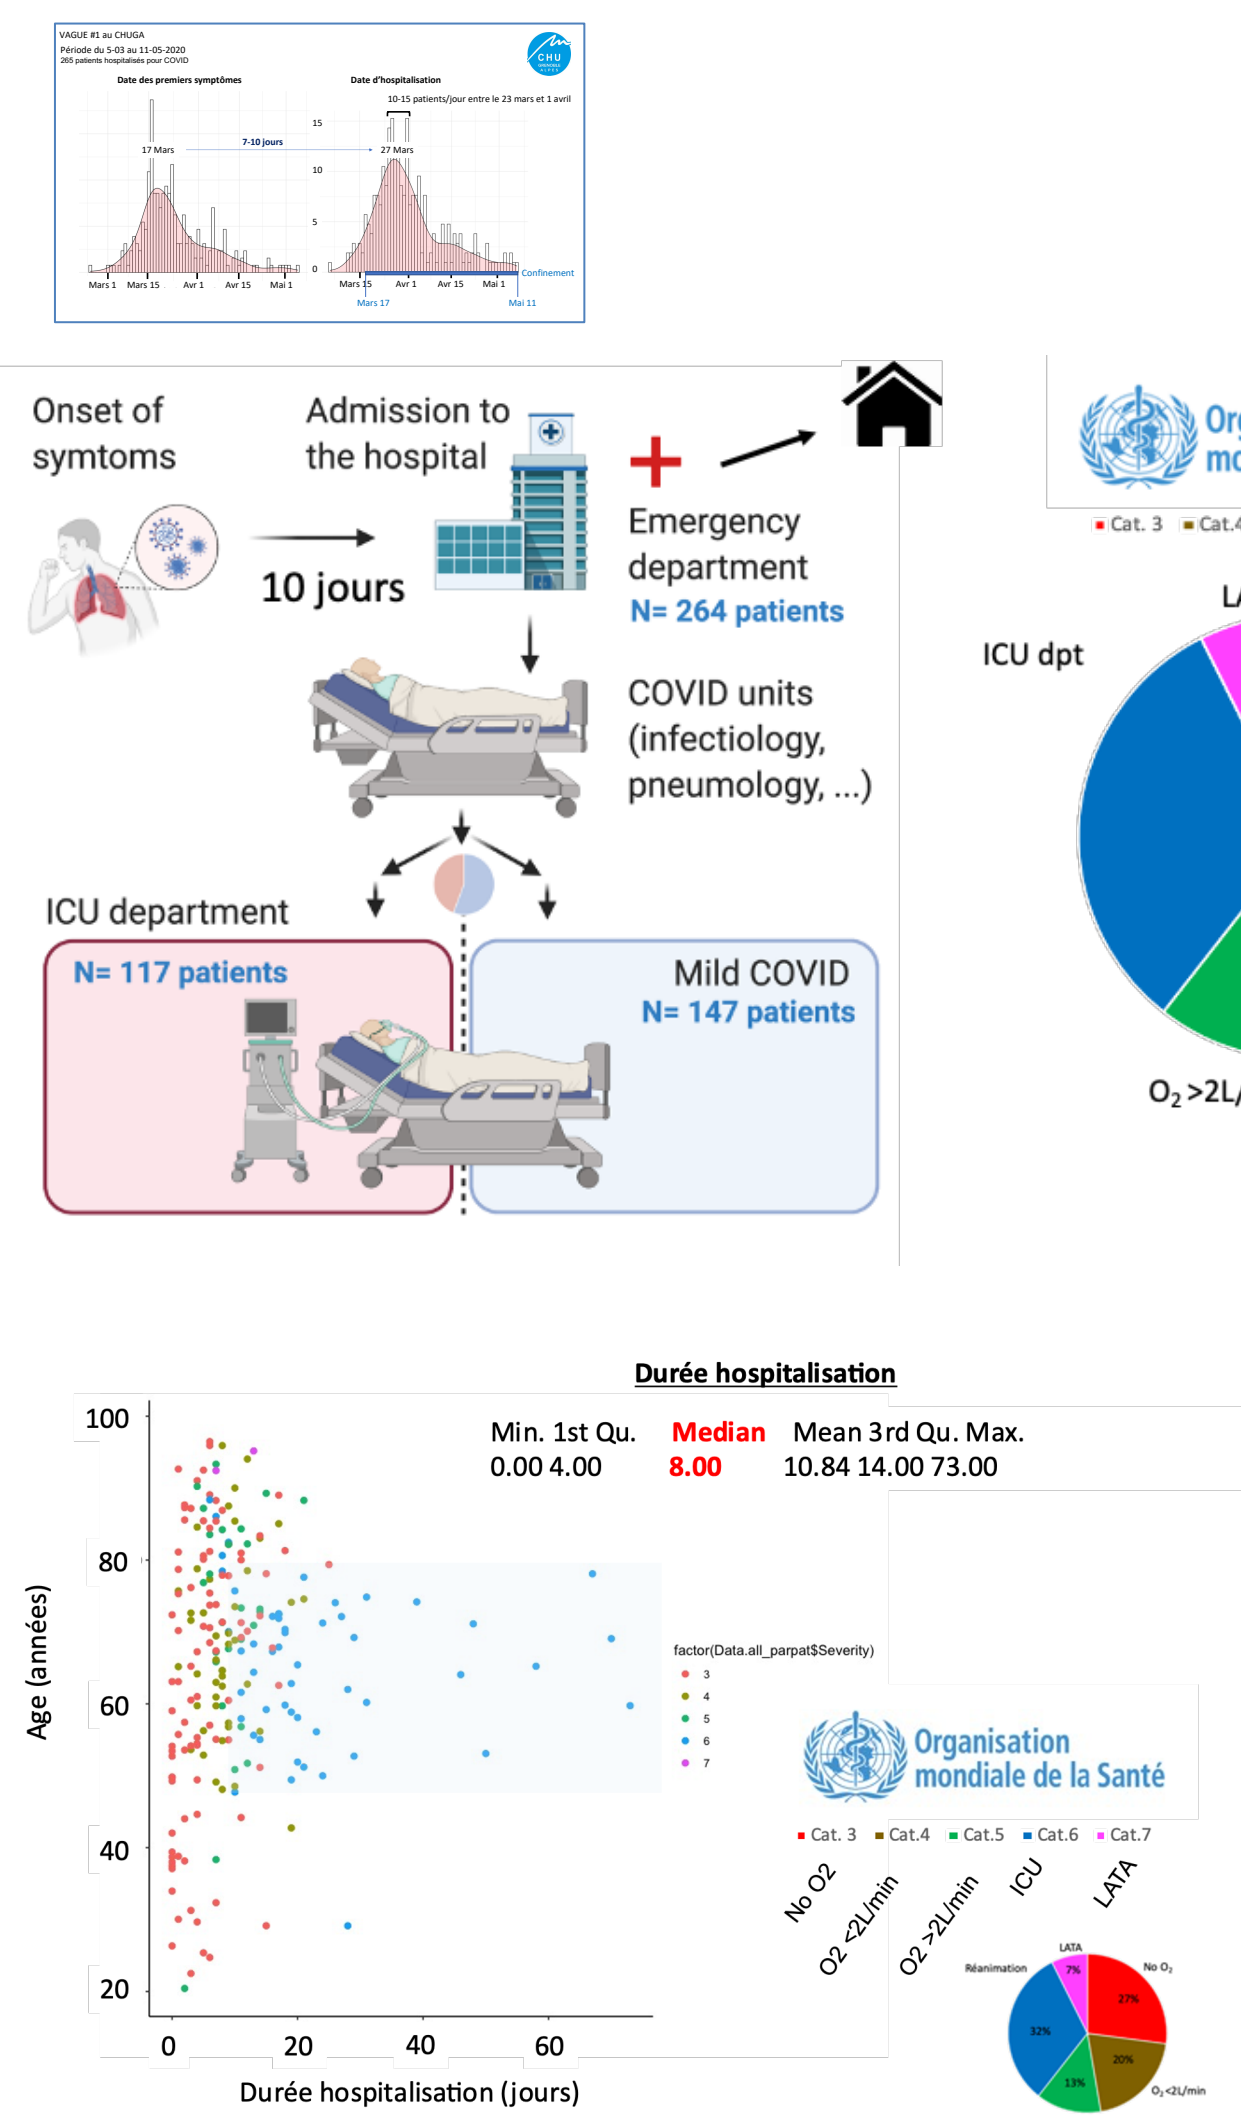 VAGUE #1 au CHUGA
Période du 5-03 au 11-05-2020
265 patients hospitalisés pour COVID
CHU
GRENOBLE
ALPES
Date des premiers symptômes
Date d'hospitalisation
10-15 patients/jour entre le 23 mars et 1 avril
17 Mars
7-10 jours
27 Mars
15
10
5
0
Mars 1 Mars 15 Avr 1 Avr 15 Mai 1
Mars 15 Avr 1 Avr 15 Mai 1
Confinement
Mars 17
Mai 11
Onset of
symtoms
Admission to
the hospital
10 jours
Emergency
department
N= 264 patients
COVID units
(infectiology,
pneumology, ...)
ICU department
N= 117 patients
Mild COVID
N= 147 patients
Cat. 3
Cat.4
ICU dpt
O2 >2L/
Durée hospitalisation
Min. 1st Qu. Median Mean 3rd Qu. Max.
0.00 4.00 8.00 10.84 14.00 73.00
100
80
60
40
20
Age (années)
0 20 40 60
Durée hospitalisation (jours)
factor(Data.all_parpat$Severity)
3
4
5
6
7
Organisation
mondiale de la Santé
Cat. 3 Cat.4 Cat.5 Cat.6 Cat.7
No O2
O2 <2L/min
O2 >2L/min
ICU
LATA
LATA
7%
Réanimation
No O2
27%
32%
20%
13%
O2<2L/min